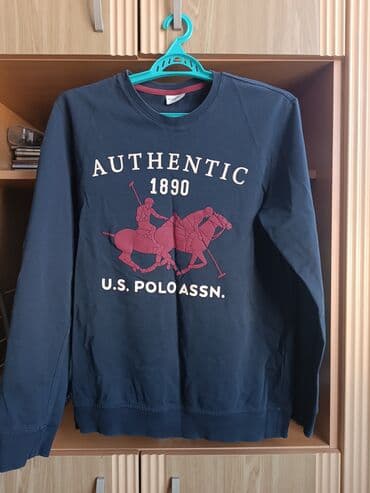 AUTHENTIC
1890
U.S. POLO ASSN.